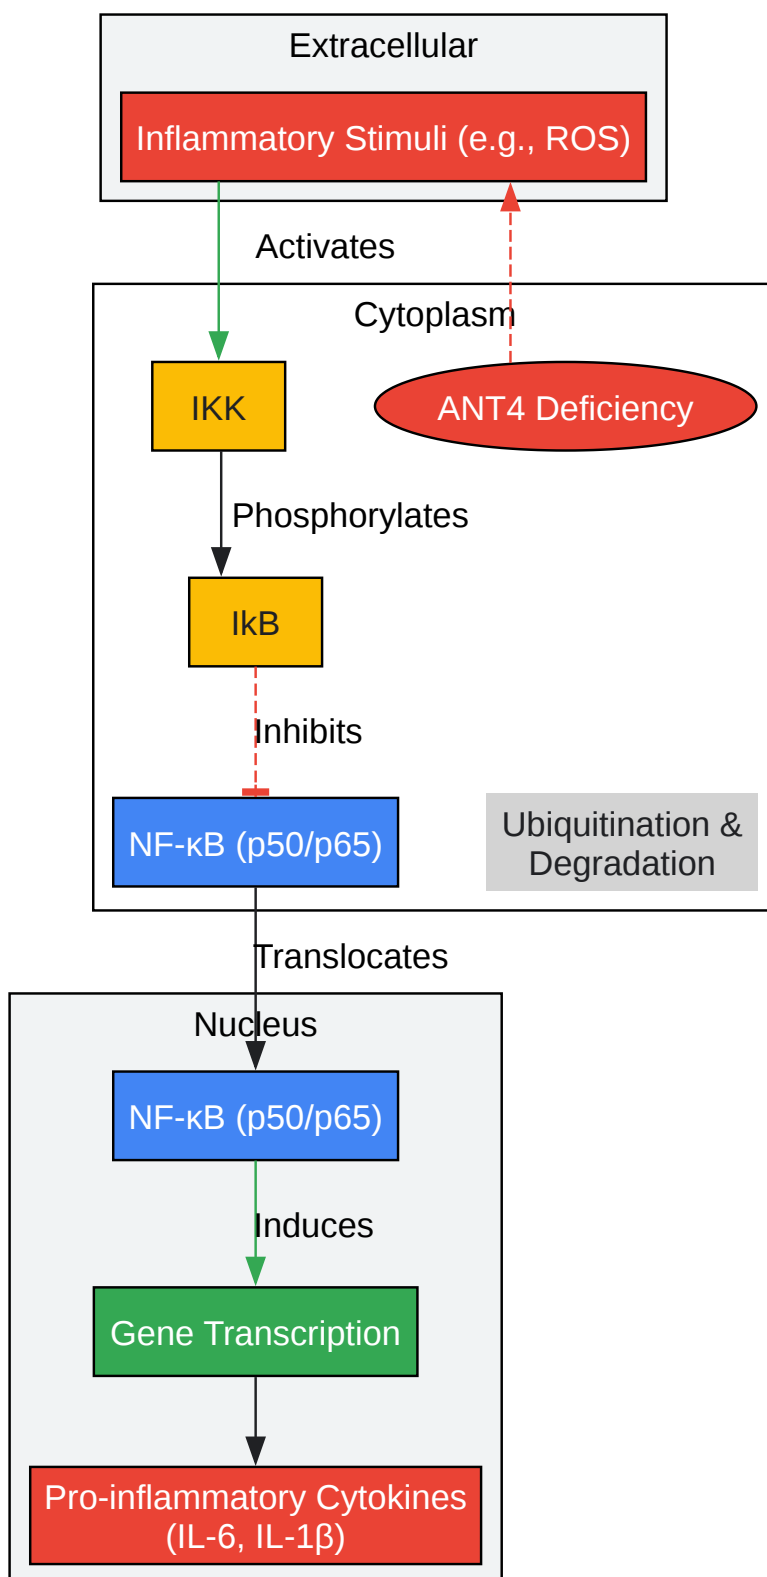 Extracellular
Inflammatory Stimuli (e.g., ROS)
Activates
Cytoplasm
IKK
ANT4 Deficiency
Phosphorylates
IkB
Inhibits
NF-κB (p50/p65)
Ubiquitination &
Degradation
Translocates
Nucleus
NF-κB (p50/p65)
Induces
Gene Transcription
Pro-inflammatory Cytokines
(IL-6, IL-1β)